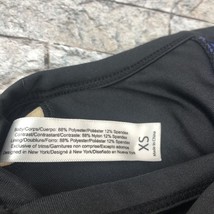 Body/Corps/Cuerpo: 88% Polyester/Poliéster 12% Spandex
Contrast/Contraste/Contraste: 88% Nylon 12% Spandex
Lining/Doublure/Forro: 88% Polyester/Poliéster 12% Spandex
Exclusive of trims/Garnitures non comprises/Excepto adornos
Designed in New York/Designé à New York/Diseñado en Nueva York
XS